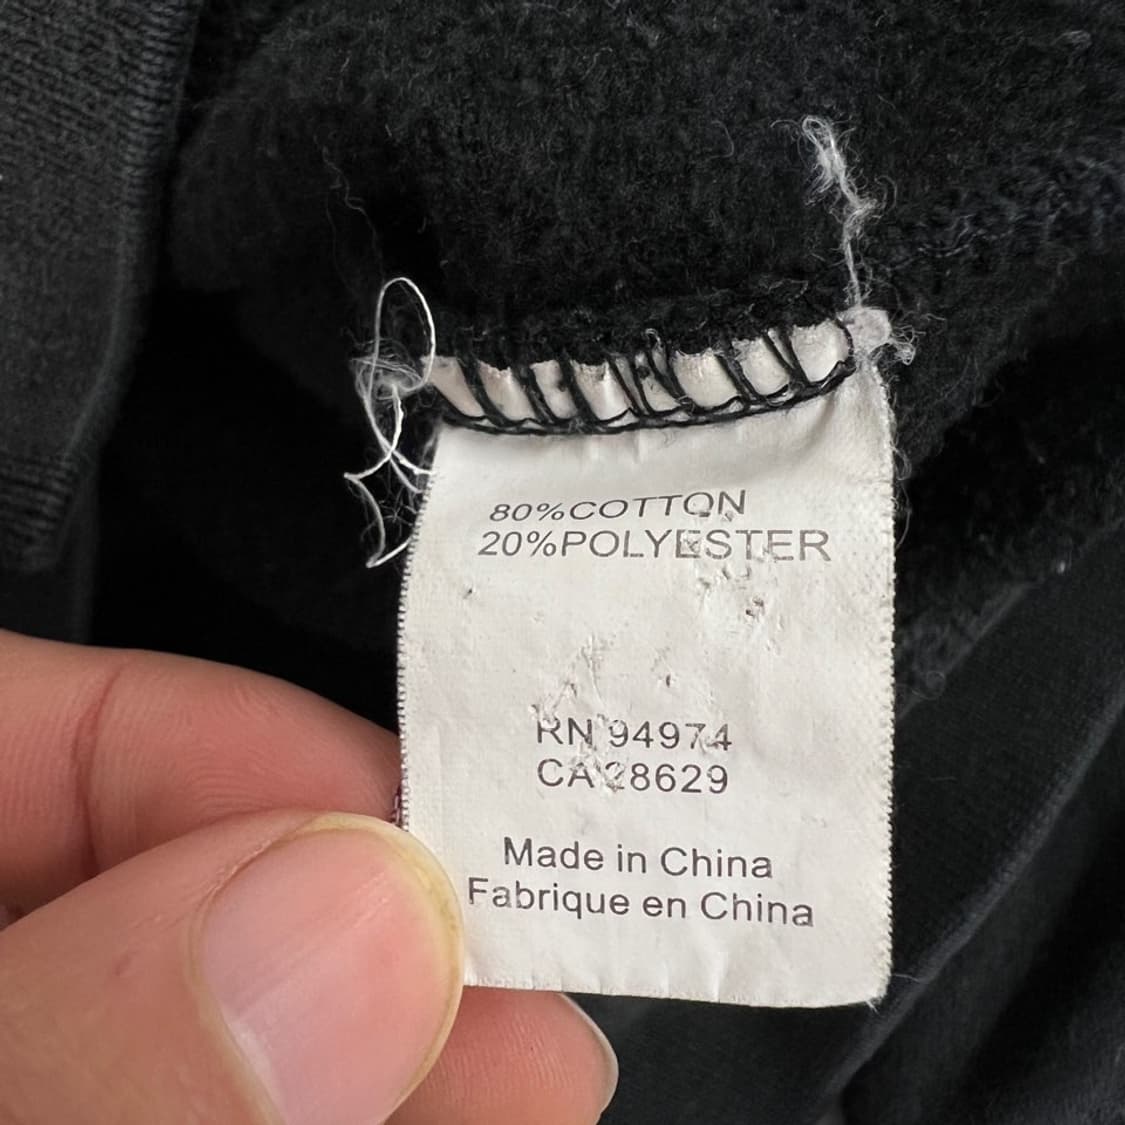 80%COTTON
20%POLYESTER
RN 94974
CA 28629
Made in China
Fabrique en China